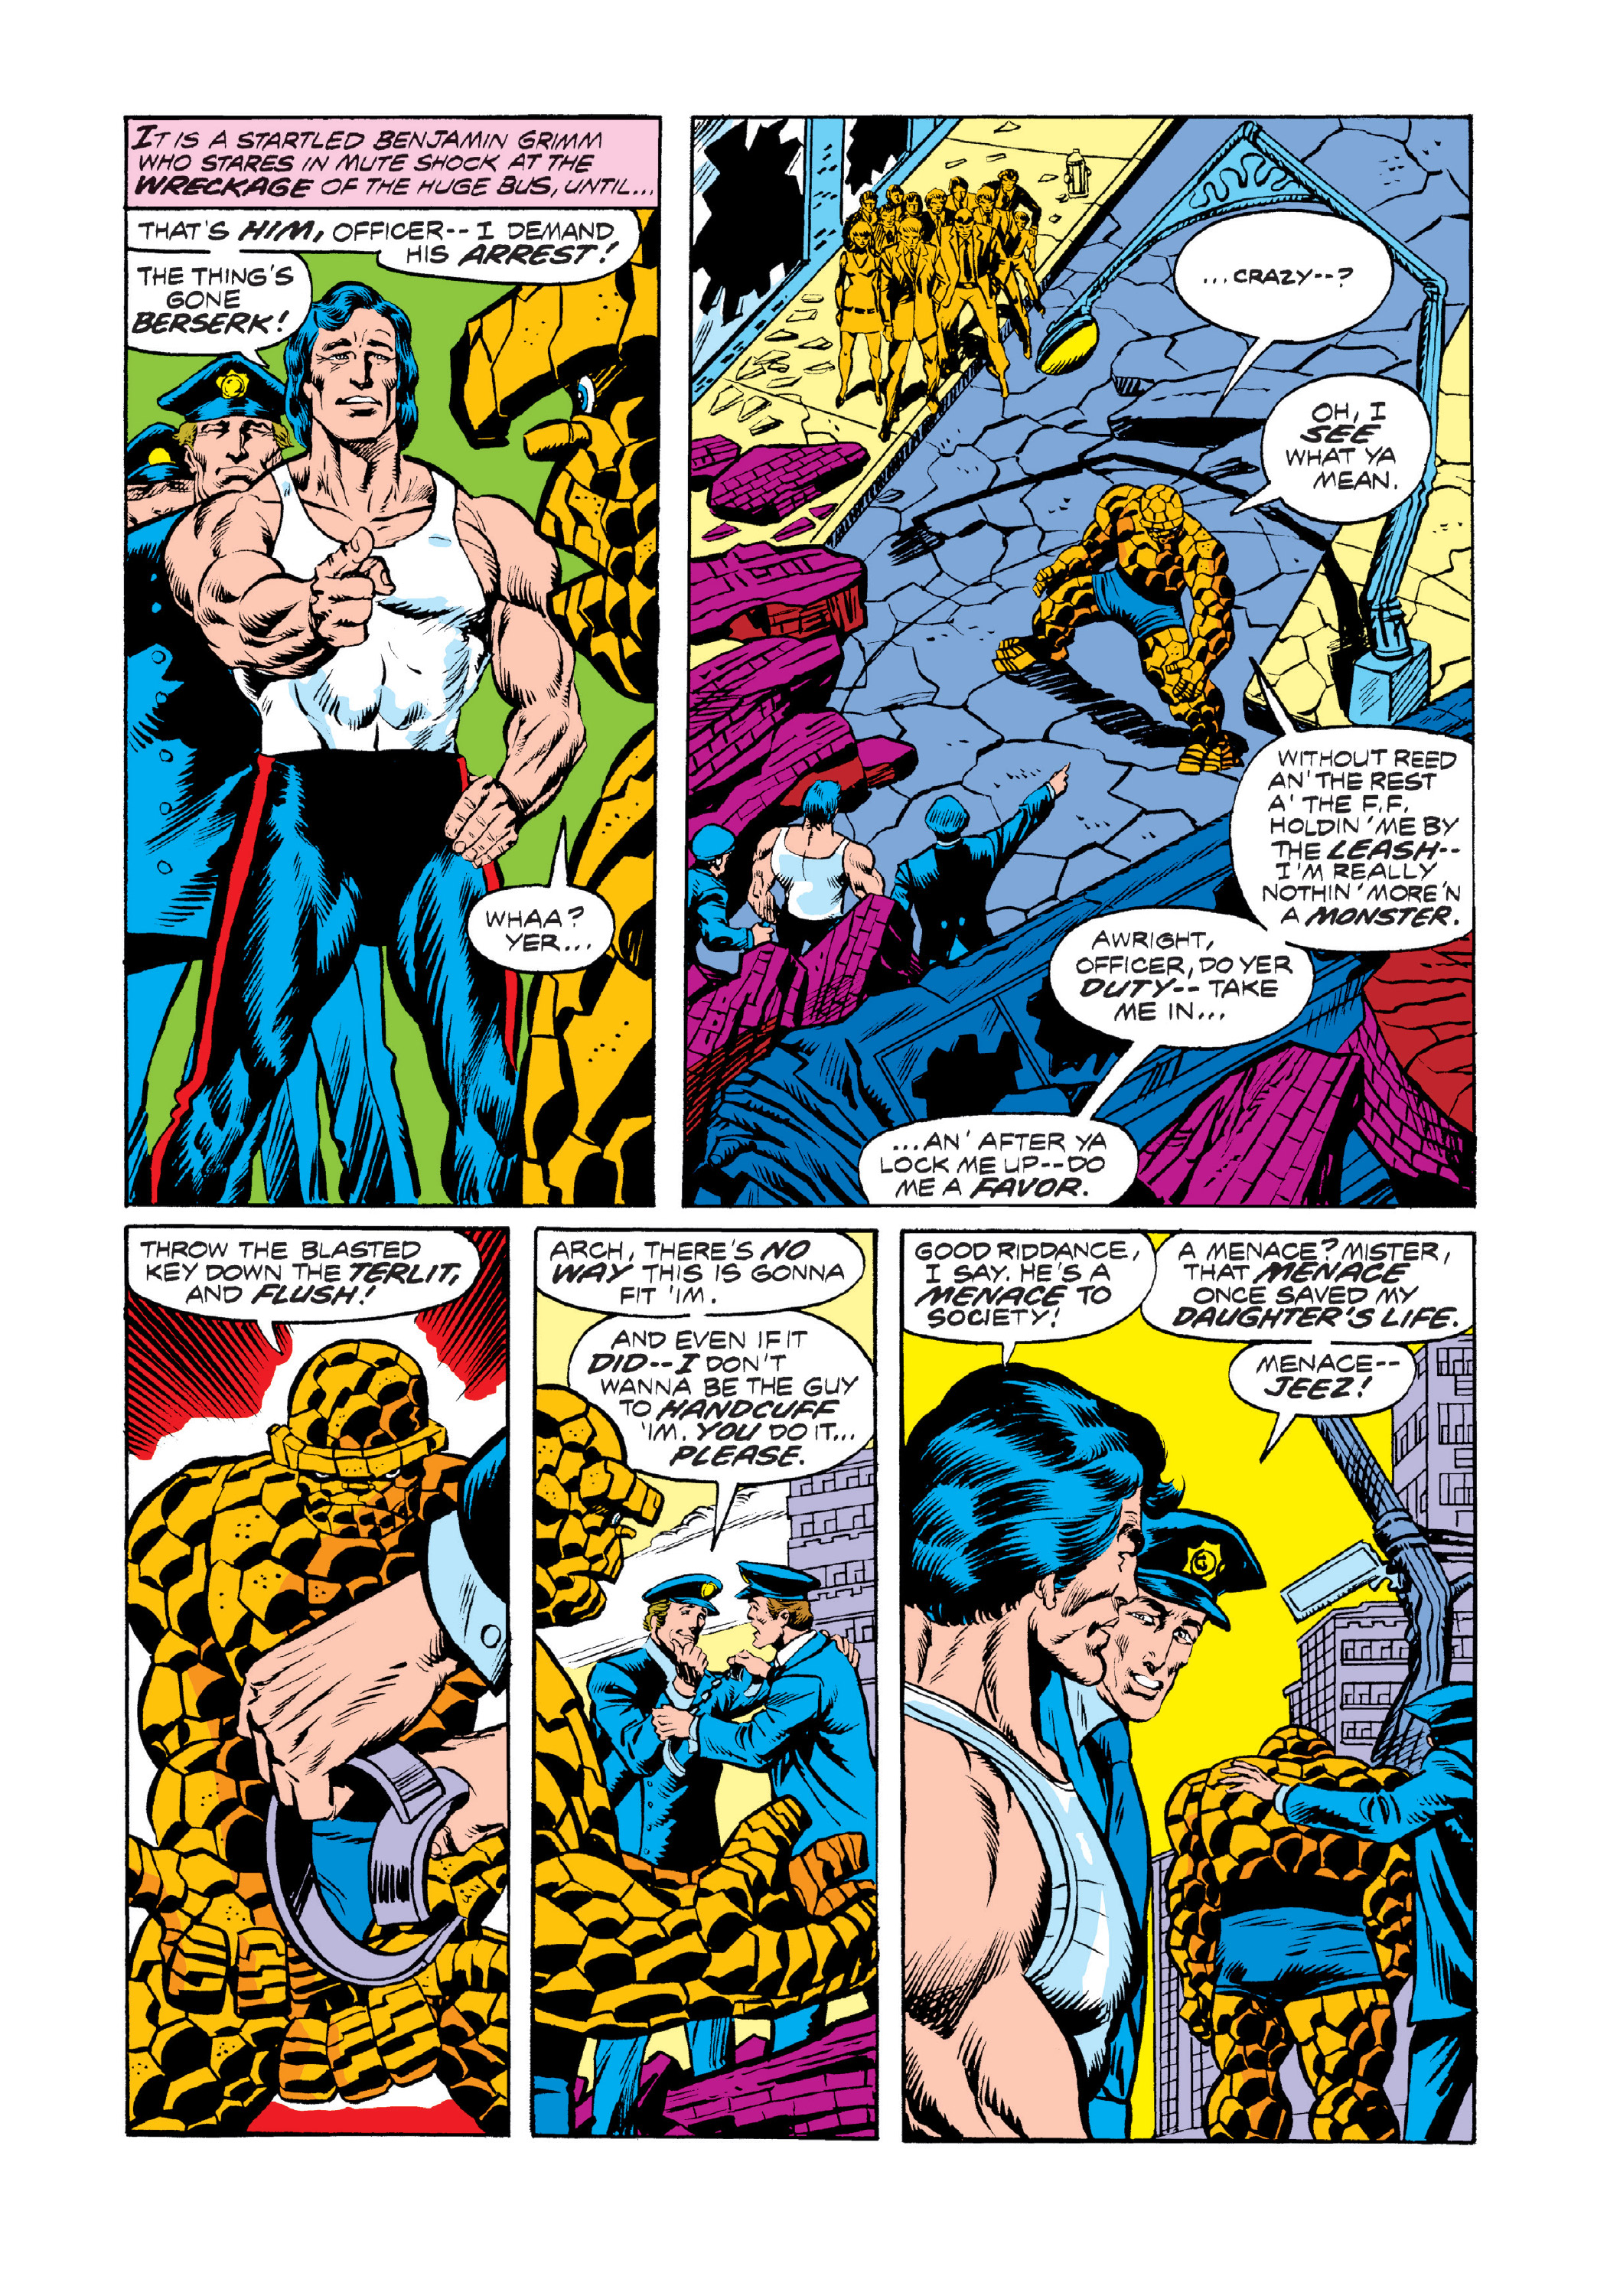 IT IS A STARTLED BENJAMIN GRIMM
WHO STARES IN MUTE SHOCK AT THE
WRECKAGE OF THE HUGE BUS, UNTIL...
THAT'S HIM, OFFICER-- I DEMAND
HIS ARREST!
THE THING'S
GONE
BERSERK!
WHAA?
YER...
...CRAZY--?
OH, I
SEE
WHAT YA
MEAN.
WITHOUT REED
AN' THE REST
A' THE F.F.
HOLDIN' ME BY
THE LEASH--
I'M REALLY
NOTHIN' MORE'N
A MONSTER.
AWRIGHT,
OFFICER, DO YER
DUTY-- TAKE
ME IN...
...AN' AFTER YA
LOCK ME UP--DO
ME A FAVOR.
THROW THE BLASTED
KEY DOWN THE TERLIT,
AND FLUSH!
ARCH, THERE'S NO
WAY THIS IS GONNA
FIT 'IM.
AND EVEN IF IT
DID--I DON'T
WANNA BE THE GUY
TO HANDCUFF
'IM. YOU DO IT...
PLEASE.
GOOD RIDDANCE,
I SAY. HE'S A
MENACE TO
SOCIETY!
A MENACE? MISTER,
THAT MENACE
ONCE SAVED MY
DAUGHTER'S LIFE.
MENACE--
JEEZ!